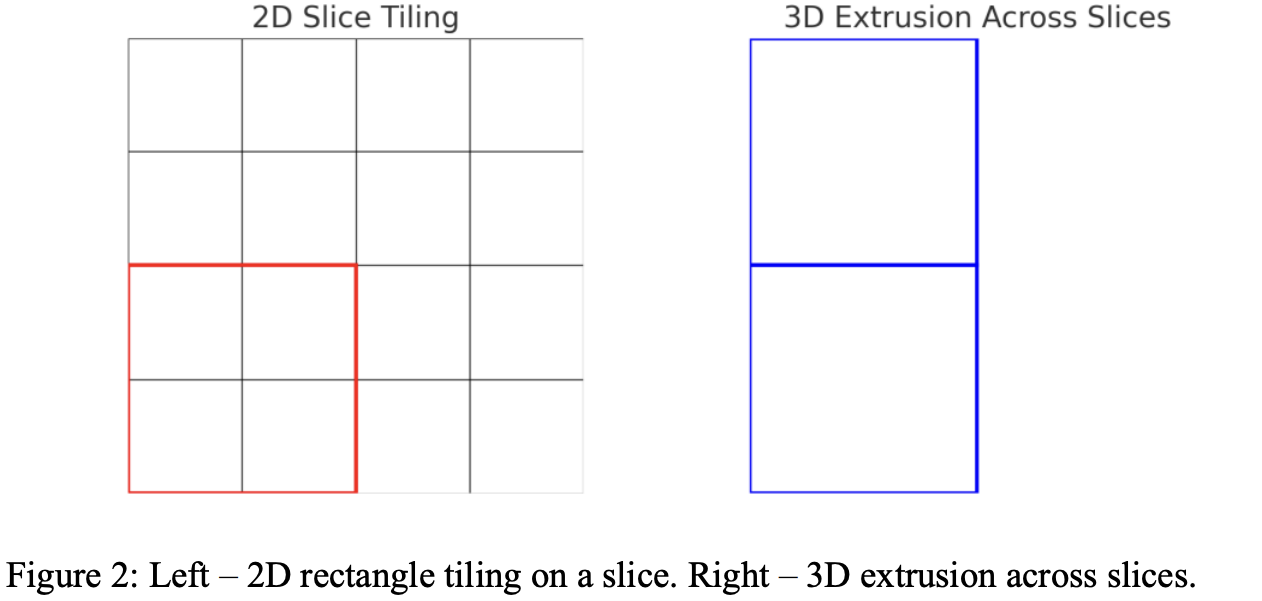 2D Slice Tiling
3D Extrusion Across Slices
Figure 2: Left – 2D rectangle tiling on a slice. Right – 3D extrusion across slices.